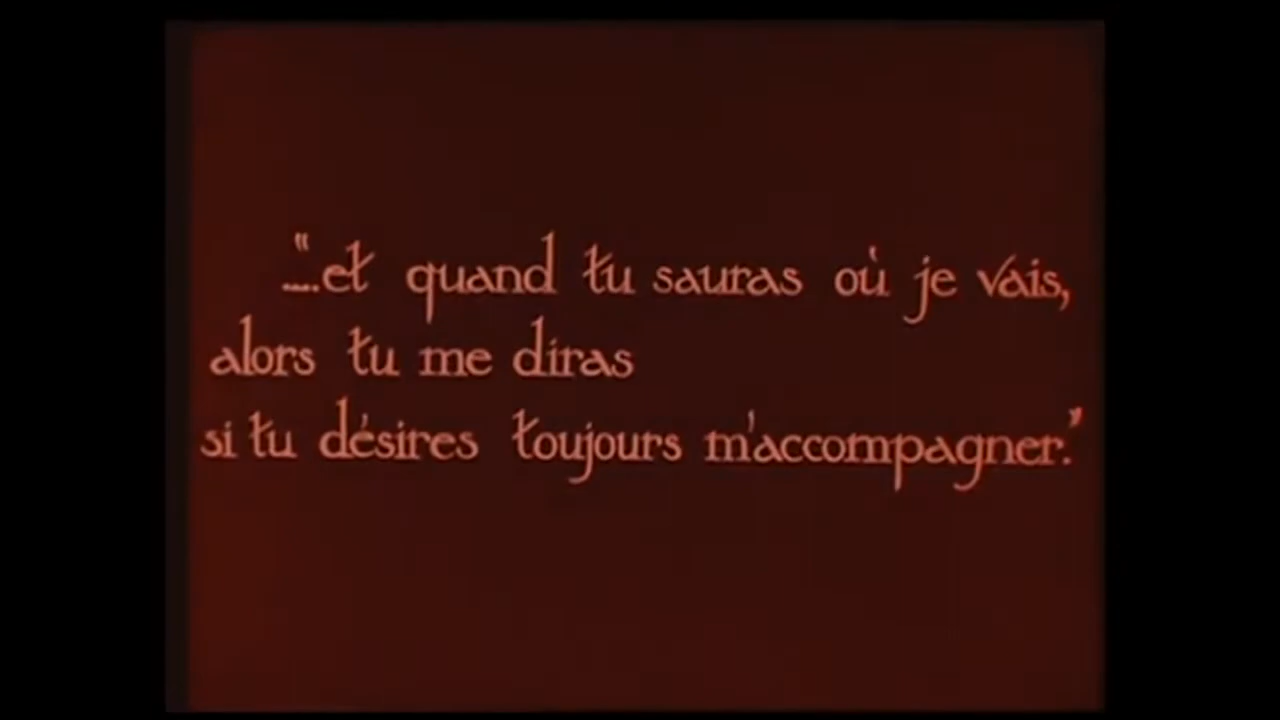 "....et quand tu sauras où je vais,
alors tu me diras
si tu désires toujours m'accompagner."